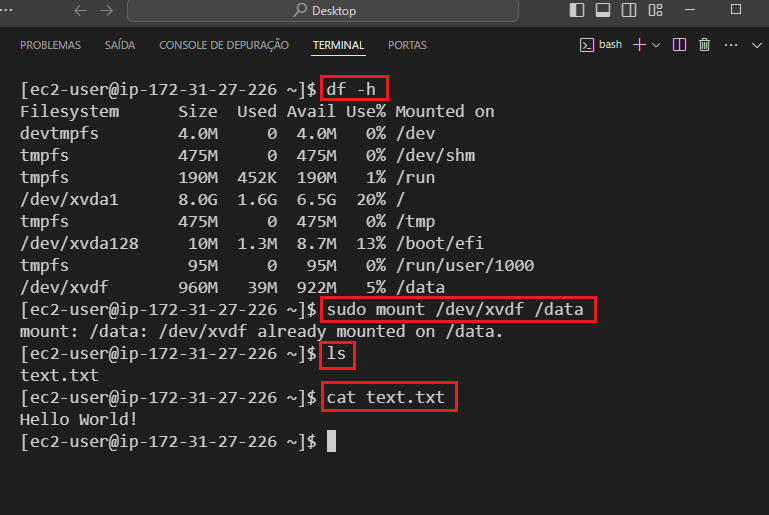 Desktop
PROBLEMAS SAÍDA CONSOLE DE DEPURAÇÃO TERMINAL PORTAS bash
[ec2-user@ip-172-31-27-226 ~]$ df -h
Filesystem      Size  Used Avail Use% Mounted on
devtmpfs        4.0M     0  4.0M   0% /dev
tmpfs           475M     0  475M   0% /dev/shm
tmpfs           190M  452K  190M   1% /run
/dev/xvda1      8.0G  1.6G  6.5G  20% /
tmpfs           475M     0  475M   0% /tmp
/dev/xvda128     10M  1.3M  8.7M  13% /boot/efi
tmpfs            95M     0   95M   0% /run/user/1000
/dev/xvdf       960M   39M  922M   5% /data
[ec2-user@ip-172-31-27-226 ~]$ sudo mount /dev/xvdf /data
mount: /data: /dev/xvdf already mounted on /data.
[ec2-user@ip-172-31-27-226 ~]$ ls
text.txt
[ec2-user@ip-172-31-27-226 ~]$ cat text.txt
Hello World!
[ec2-user@ip-172-31-27-226 ~]$